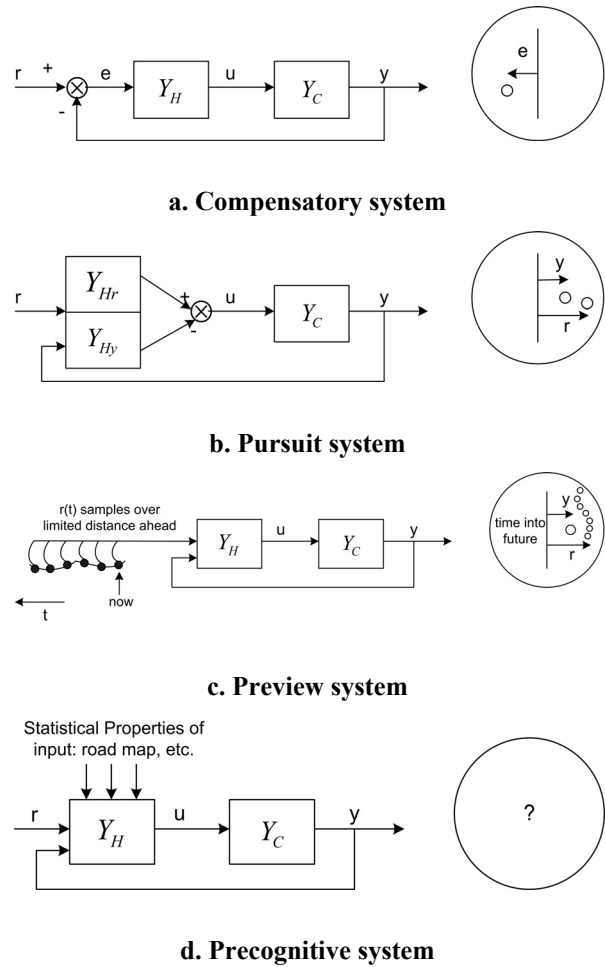 r + e Y_H u Y_C y e
-
a. Compensatory system
r Y_Hr + u Y_C y y
Y_Hy - r
b. Pursuit system
r(t) samples over
limited distance ahead
Y_H u Y_C y
now
t
y
time into
future
r
c. Preview system
Statistical Properties of
input: road map, etc.
r Y_H u Y_C y ?
d. Precognitive system